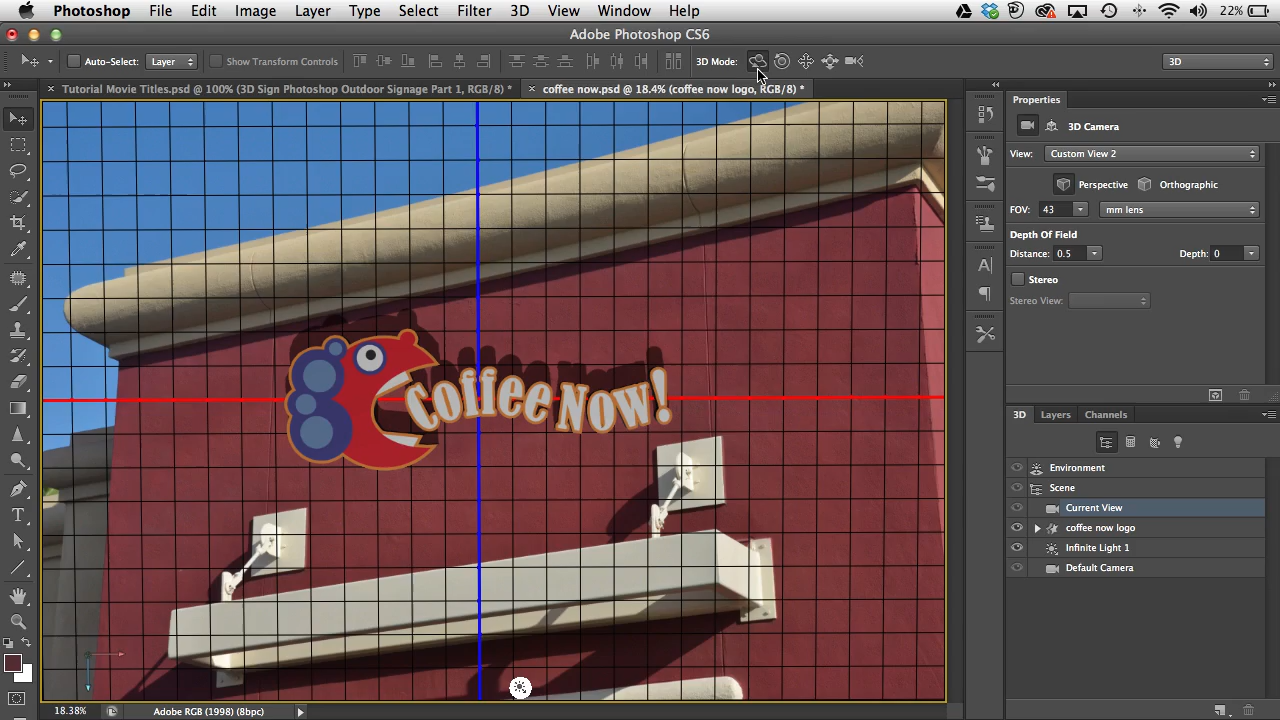 Photoshop File Edit Image Layer Type Select Filter 3D View Window Help 22%
Adobe Photoshop CS6
Auto-Select: Layer Show Transform Controls 3D Mode: 3D
× Tutorial Movie Titles.psd @ 100% (3D Sign Photoshop Outdoor Signage Part 1, RGB/8) * × coffee now.psd @ 18.4% (coffee now logo, RGB/8) *
Properties
3D Camera
View: Custom View 2
Perspective Orthographic
FOV: 43 mm lens
Depth Of Field
Distance: 0.5 Depth: 0
Stereo
Stereo View:
3D Layers Channels
Environment
Scene
Current View
coffee now logo
Infinite Light 1
Default Camera
Coffee Now!
18.38% Adobe RGB (1998) (8bpc)